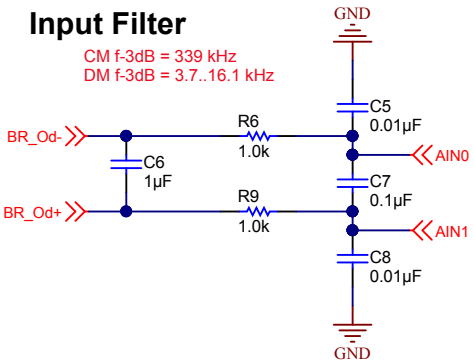 Input Filter
GND
CM f-3dB = 339 kHz
DM f-3dB = 3.7..16.1 kHz
C5
0.01µF
R6
1.0k
BR_Od-
AIN0
C6
1µF
C7
0.1µF
R9
1.0k
BR_Od+
AIN1
C8
0.01µF
GND